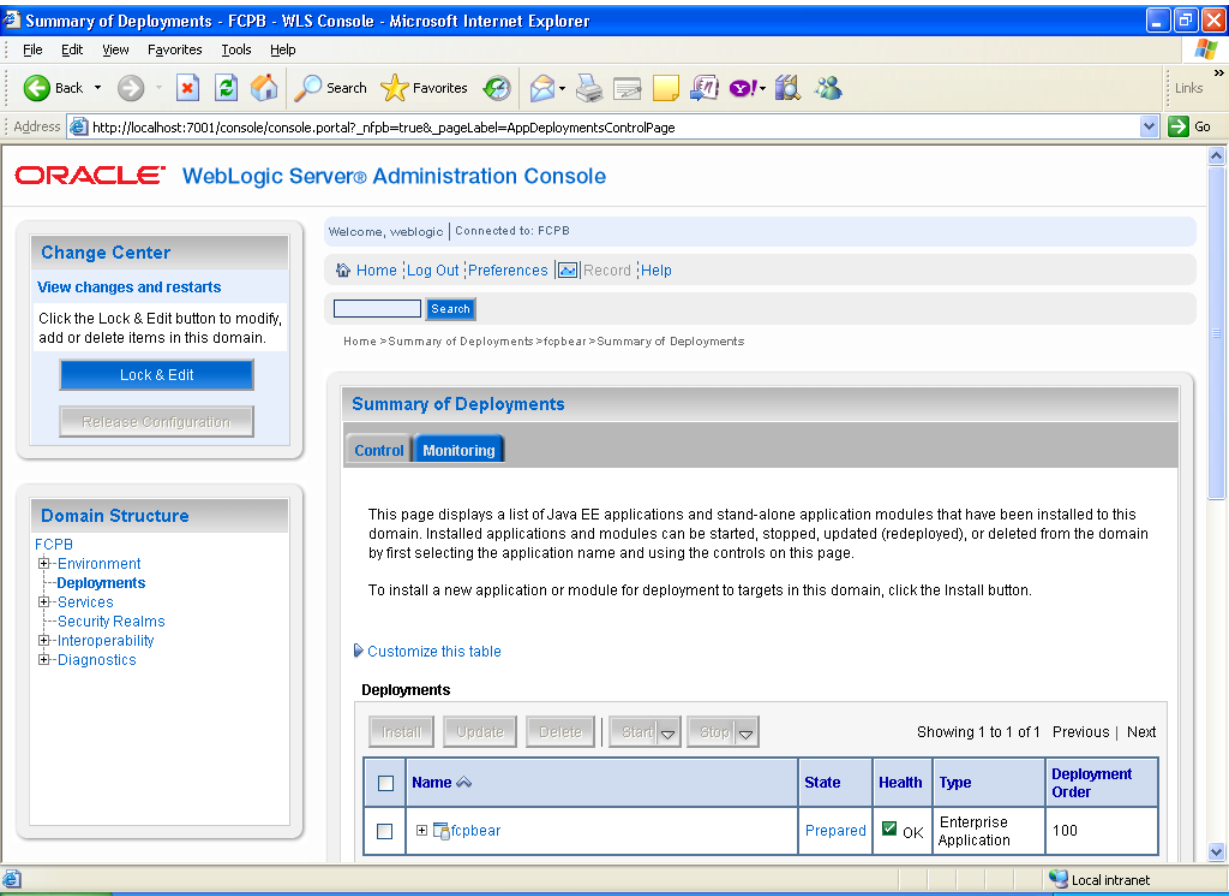 Summary of Deployments - FCPB - WLS Console - Microsoft Internet Explorer
File Edit View Favorites Tools Help
Back Search Favorites Links
Address http://localhost:7001/console/console.portal?_nfpb=true&_pageLabel=AppDeploymentsControlPage Go
ORACLE® WebLogic Server® Administration Console
Change Center
View changes and restarts
Click the Lock & Edit button to modify,
add or delete items in this domain.
Lock & Edit
Release Configuration
Domain Structure
FCPB
Environment
Deployments
Services
Security Realms
Interoperability
Diagnostics
Welcome, weblogic | Connected to: FCPB
Home Log Out Preferences Record Help
Search
Home >Summary of Deployments >fcpbear >Summary of Deployments
Summary of Deployments
Control Monitoring
This page displays a list of Java EE applications and stand-alone application modules that have been installed to this
domain. Installed applications and modules can be started, stopped, updated (redeployed), or deleted from the domain
by first selecting the application name and using the controls on this page.
To install a new application or module for deployment to targets in this domain, click the Install button.
Customize this table
Deployments
Install Update Delete Start Stop Showing 1 to 1 of 1 Previous | Next
Name State Health Type Deployment Order
fcpbear Prepared OK Enterprise Application 100
Local intranet